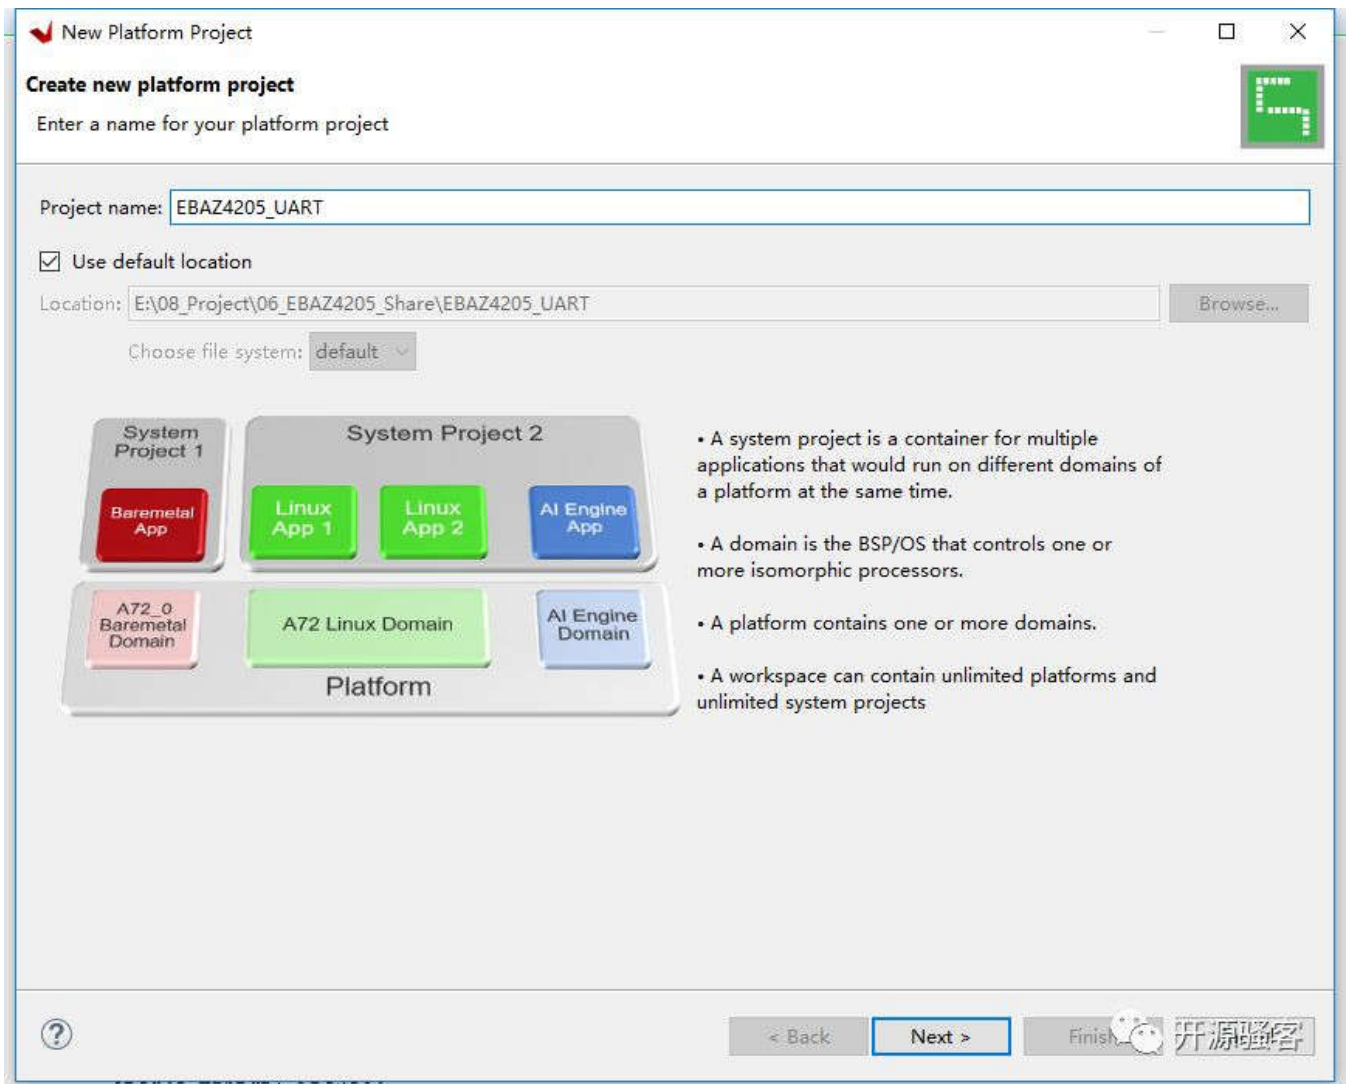 New Platform Project
Create new platform project
Enter a name for your platform project
Project name: EBAZ4205_UART
Use default location
Location: E:\08_Project\06_EBAZ4205_Share\EBAZ4205_UART Browse...
Choose file system: default
System
Project 1
System Project 2
Baremetal
App
Linux
App 1
Linux
App 2
AI Engine
App
A72_0
Baremetal
Domain
A72 Linux Domain
AI Engine
Domain
Platform
• A system project is a container for multiple
applications that would run on different domains of
a platform at the same time.
• A domain is the BSP/OS that controls one or
more isomorphic processors.
• A platform contains one or more domains.
• A workspace can contain unlimited platforms and
unlimited system projects
?
< Back Next > Finish
开源骚客